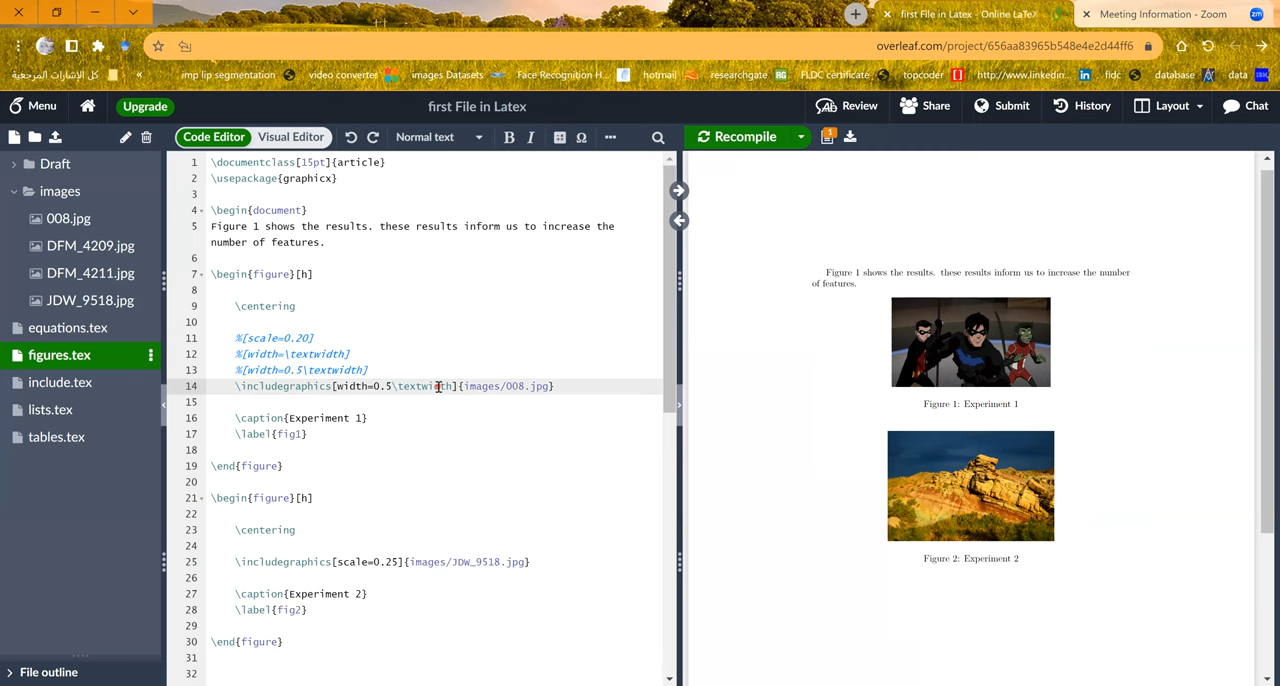 first File in Latex - Online LaTeX
Meeting Information - Zoom
zm
overleaf.com/project/656aa83965b548e4e2d44ff6
كل الإشارات المرجعية
«
imp lip segmentation
video converter
images Datasets
Face Recognition H...
hotmail
RG
researchgate
FLDC certificate
topcoder
[]
http://www.linkedin...
in
fldc
database
data
IBM
Menu
Upgrade
first File in Latex
Review
Share
Submit
History
Layout
Chat
Code Editor
Visual Editor
Normal text
B
I
Ω
Recompile
1
Draft
images
008.jpg
DFM_4209.jpg
DFM_4211.jpg
JDW_9518.jpg
equations.tex
figures.tex
include.tex
lists.tex
tables.tex
File outline
1 \documentclass[15pt]{article}
2 \usepackage{graphicx}
3
4 \begin{document}
5 Figure 1 shows the results. these results inform us to increase the
number of features.
6
7 \begin{figure}[h]
8
9 \centering
10
11 %[scale=0.20]
12 %[width=\textwidth]
13 %[width=0.5\textwidth]
14 \includegraphics[width=0.5\textwidth]{images/008.jpg}
15
16 \caption{Experiment 1}
17 \label{fig1}
18
19 \end{figure}
20
21 \begin{figure}[h]
22
23 \centering
24
25 \includegraphics[scale=0.25]{images/JDW_9518.jpg}
26
27 \caption{Experiment 2}
28 \label{fig2}
29
30 \end{figure}
31
32
Figure 1 shows the results. these results inform us to increase the number
of features.
Figure 1: Experiment 1
Figure 2: Experiment 2